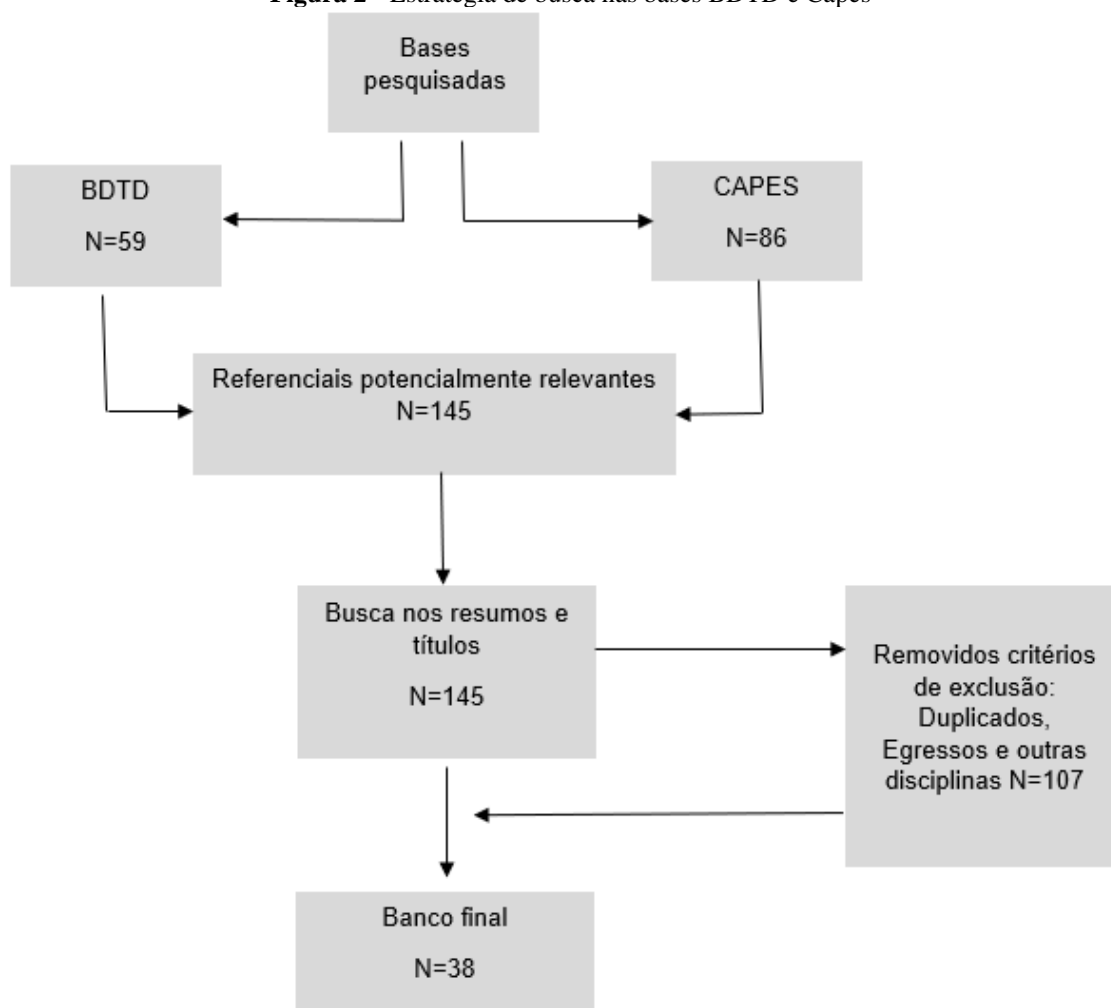 Figura 2 - Estratégia de busca nas bases BDTD e Capes
Bases
pesquisadas
BDTD
N=59
CAPES
N=86
Referenciais potencialmente relevantes
N=145
Busca nos resumos e
títulos
N=145
Removidos critérios
de exclusão:
Duplicados,
Egressos e outras
disciplinas N=107
Banco final
N=38